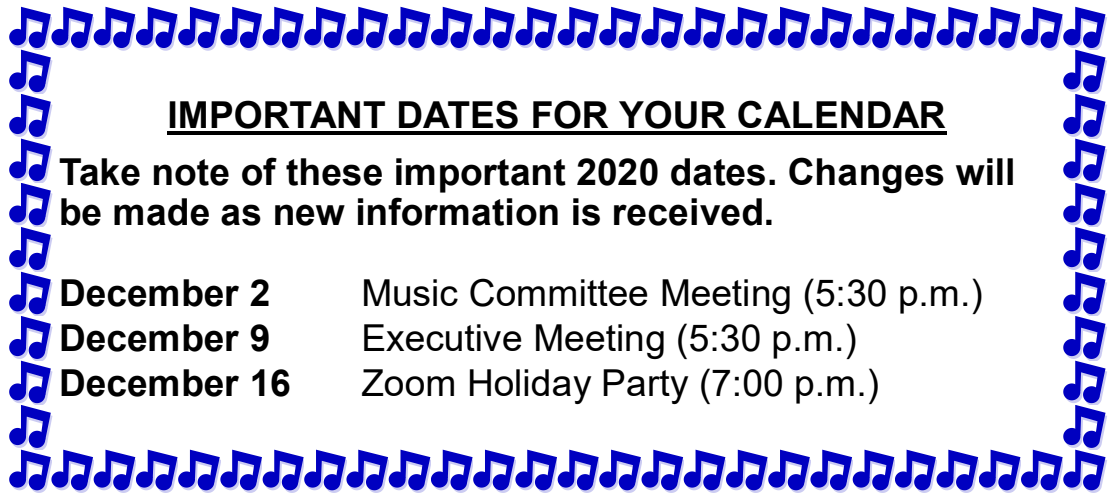 IMPORTANT DATES FOR YOUR CALENDAR
Take note of these important 2020 dates. Changes will
be made as new information is received.
December 2 Music Committee Meeting (5:30 p.m.)
December 9 Executive Meeting (5:30 p.m.)
December 16 Zoom Holiday Party (7:00 p.m.)